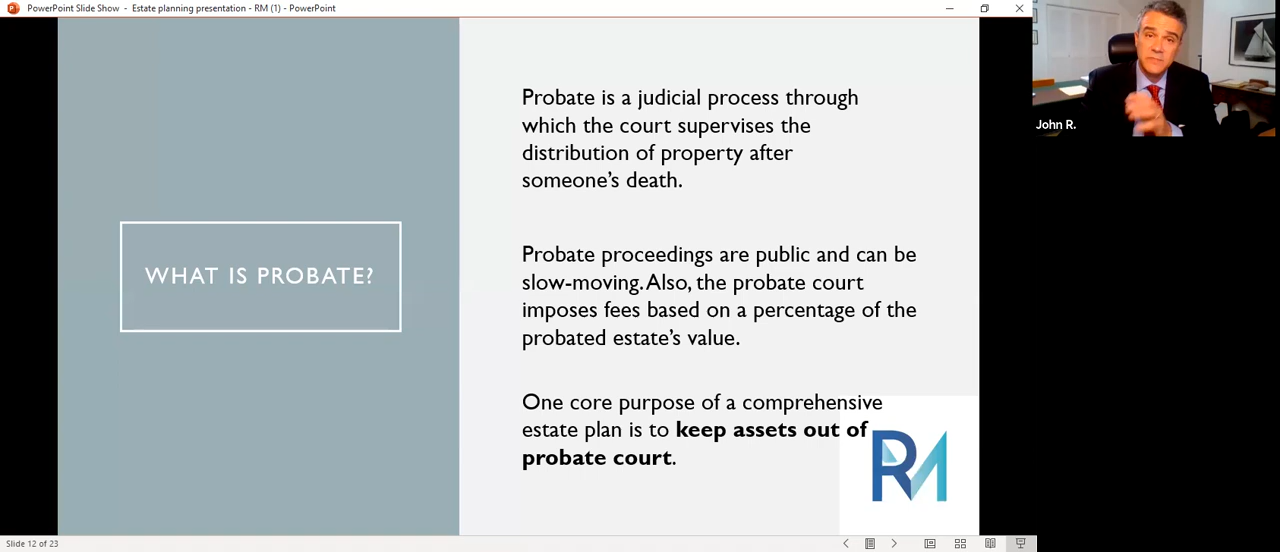 PowerPoint Slide Show - Estate planning presentation - RM (1) - PowerPoint
WHAT IS PROBATE?
Probate is a judicial process through
which the court supervises the
distribution of property after
someone's death.
Probate proceedings are public and can be
slow-moving. Also, the probate court
imposes fees based on a percentage of the
probated estate's value.
One core purpose of a comprehensive
estate plan is to keep assets out of
probate court.
RM
John R.
Slide 12 of 23